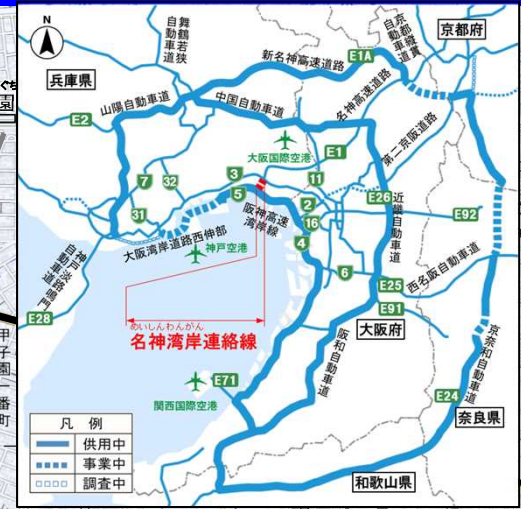 N
兵庫県
舞鶴若狭
自動車道
新名神高速道路
E1A
京都縦貫
自動車道
京都府
山陽自動車道
中国自動車道
名神高速道路
第二京阪道路
E2
大阪国際空港
E1
3
11
7
32
5
2
16
E26
E92
31
阪神高速
湾岸線
4
近畿自動車道
大阪湾岸道路西伸部
神戸空港
6
西名阪自動車道
E25
E91
神戸淡路鳴門
自動車道
E28
めいしんわんがん
名神湾岸連絡線
大阪府
阪和自動車道
京奈和自動車道
E71
関西国際空港
E24
奈良県
和歌山県
凡 例
供用中
事業中
調査中
甲子園一番町
園